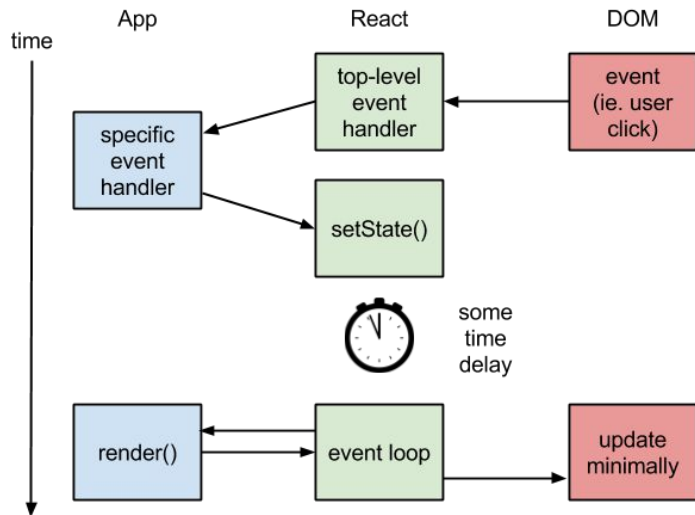 App
React
DOM
time
top-level
event
handler
event
(ie. user
click)
specific
event
handler
setState()
some
time
delay
render()
event loop
update
minimally